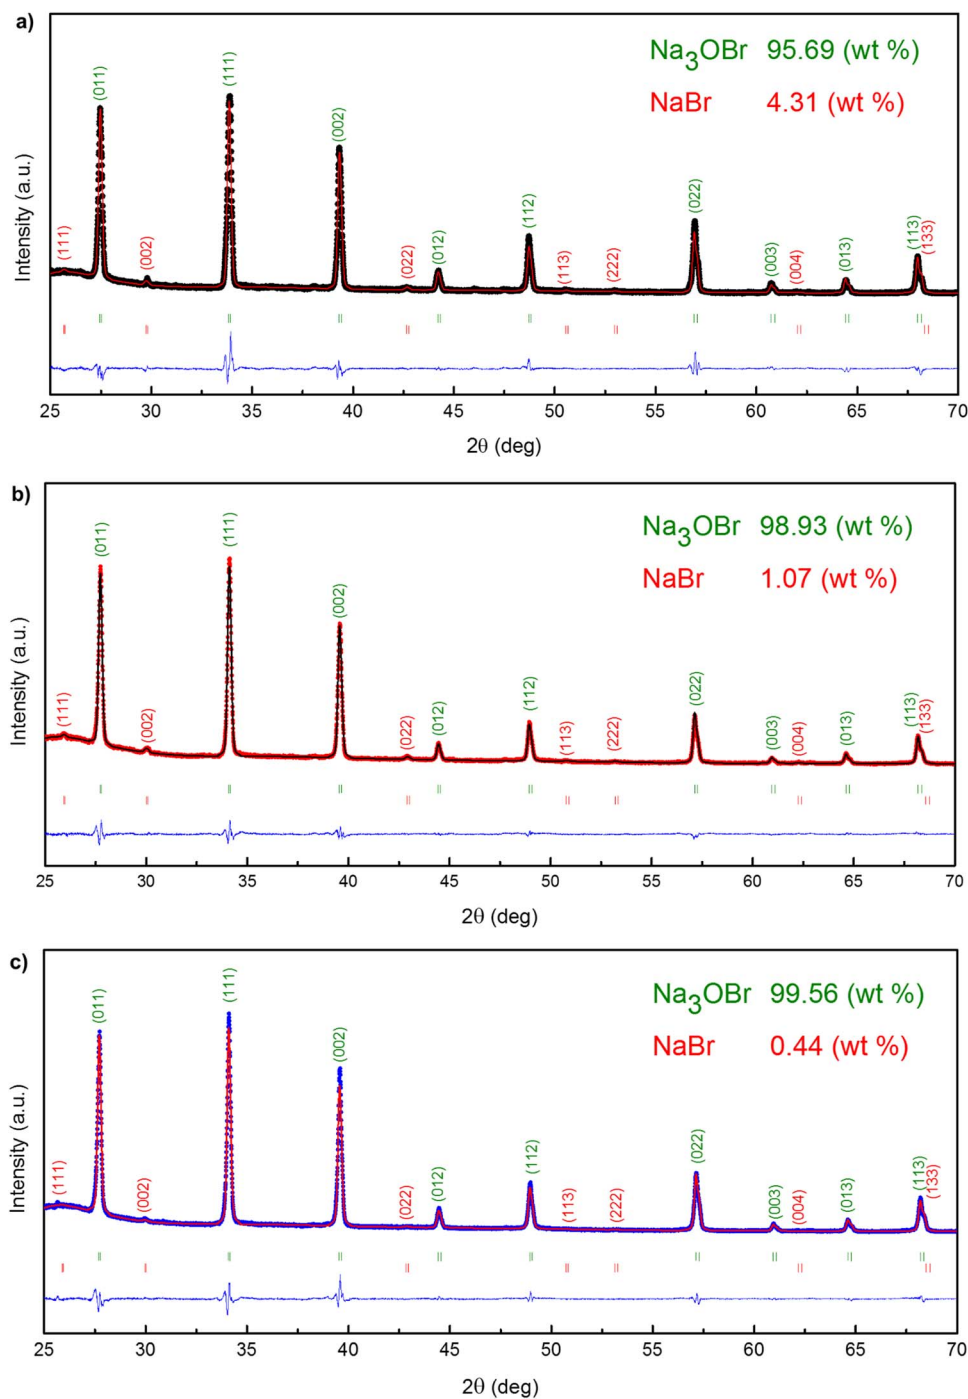 a)
Na3OBr 95.69 (wt %)
NaBr 4.31 (wt %)
Intensity (a.u.)
(111)
(011)
(002)
(111)
(002)
(022)
(012)
(112)
(113)
(222)
(022)
(003)
(004)
(013)
(113)
(133)
25 30 35 40 45 50 55 60 65 70
2θ (deg)
b)
Na3OBr 98.93 (wt %)
NaBr 1.07 (wt %)
Intensity (a.u.)
(111)
(011)
(002)
(111)
(002)
(022)
(012)
(112)
(113)
(222)
(022)
(003)
(004)
(013)
(113)
(133)
25 30 35 40 45 50 55 60 65 70
2θ (deg)
c)
Na3OBr 99.56 (wt %)
NaBr 0.44 (wt %)
Intensity (a.u.)
(111)
(011)
(002)
(111)
(002)
(022)
(012)
(112)
(113)
(222)
(022)
(003)
(004)
(013)
(113)
(133)
25 30 35 40 45 50 55 60 65 70
2θ (deg)